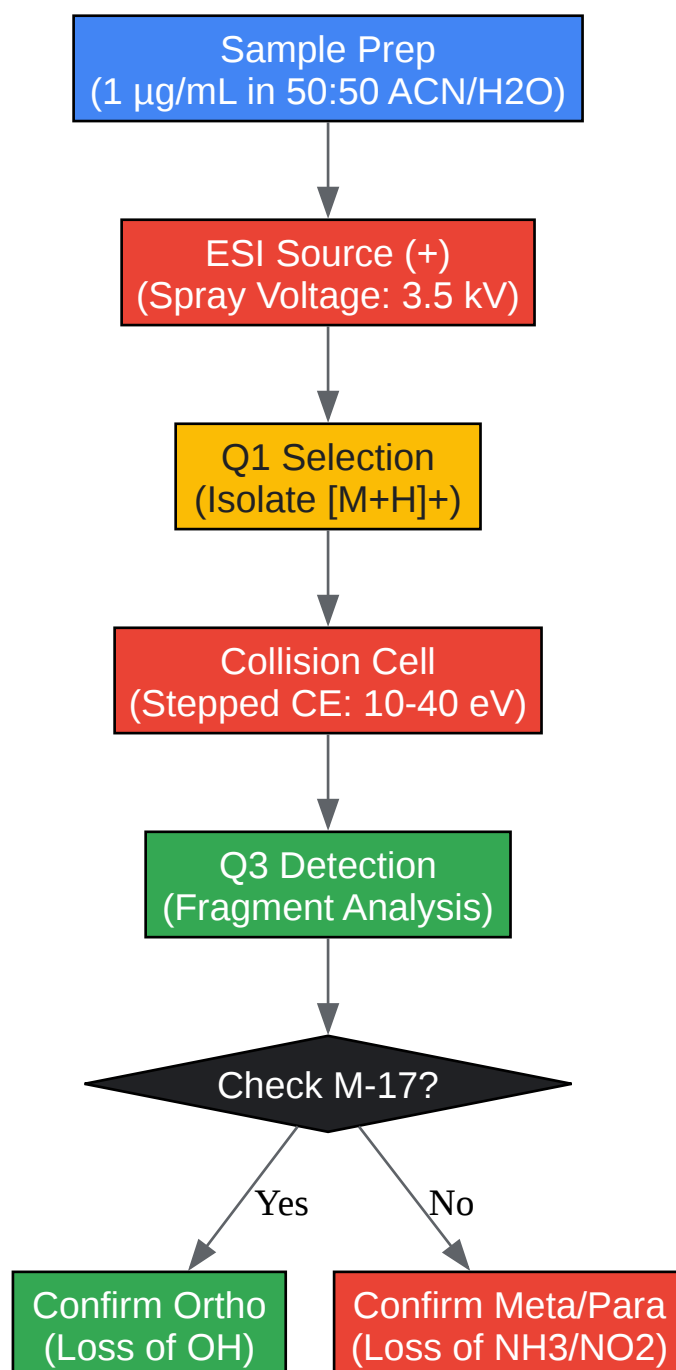 Sample Prep
(1 µg/mL in 50:50 ACN/H2O)
ESI Source (+)
(Spray Voltage: 3.5 kV)
Q1 Selection
(Isolate [M+H]+)
Collision Cell
(Stepped CE: 10-40 eV)
Q3 Detection
(Fragment Analysis)
Check M-17?
Yes
No
Confirm Ortho
(Loss of OH)
Confirm Meta/Para
(Loss of NH3/NO2)